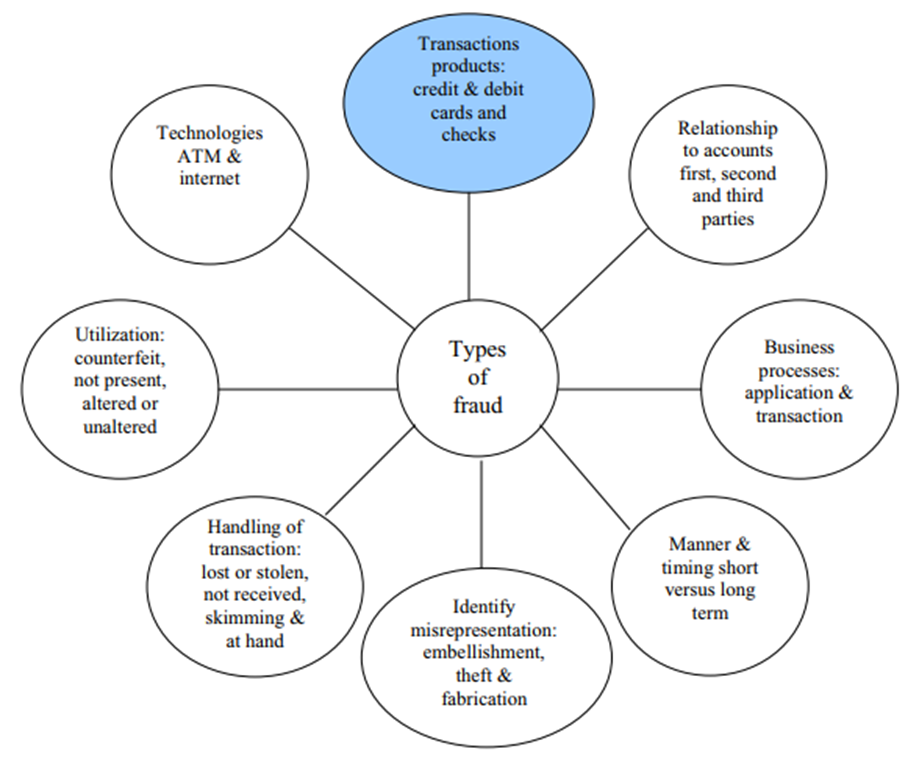 Transactions
products:
credit & debit
cards and
checks
Technologies
ATM &
internet
Relationship
to accounts
first, second
and third
parties
Utilization:
counterfeit,
not present,
altered or
unaltered
Types
of
fraud
Business
processes:
application &
transaction
Handling of
transaction:
lost or stolen,
not received,
skimming &
at hand
Identify
misrepresentation:
embellishment,
theft &
fabrication
Manner &
timing short
versus long
term